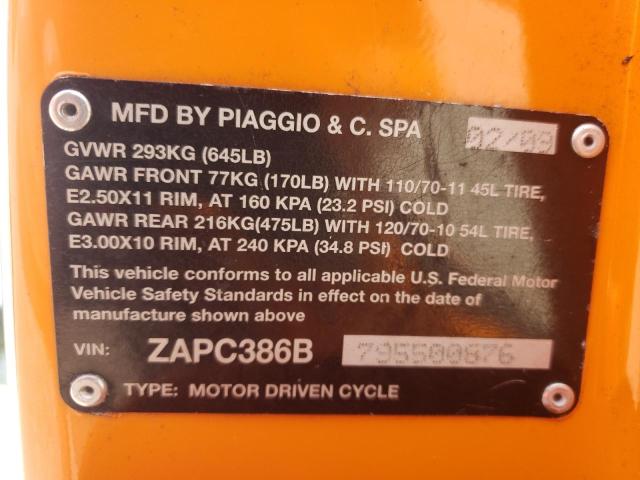 MFD BY PIAGGIO & C. SPA 02/09
GVWR 293KG (645LB)
GAWR FRONT 77KG (170LB) WITH 110/70-11 45L TIRE,
E2.50X11 RIM, AT 160 KPA (23.2 PSI) COLD
GAWR REAR 216KG(475LB) WITH 120/70-10 54L TIRE,
E3.00X10 RIM, AT 240 KPA (34.8 PSI) COLD
This vehicle conforms to all applicable U.S. Federal Motor
Vehicle Safety Standards in effect on the date of
manufacture shown above
VIN: ZAPC386B 795500876
TYPE: MOTOR DRIVEN CYCLE